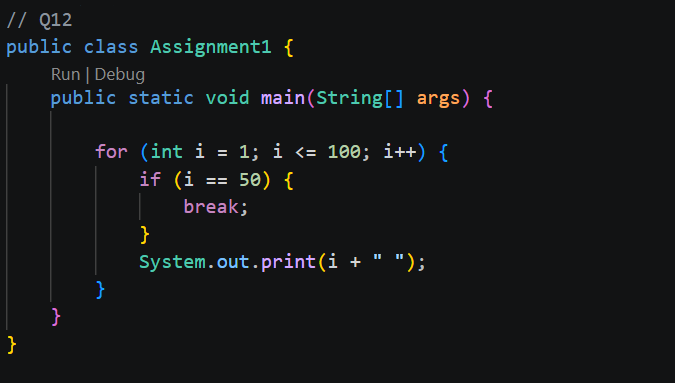 // Q12
public class Assignment1 {
Run | Debug
public static void main(String[] args) {
for (int i = 1; i <= 100; i++) {
if (i == 50) {
break;
}
System.out.print(i + " ");
}
}
}